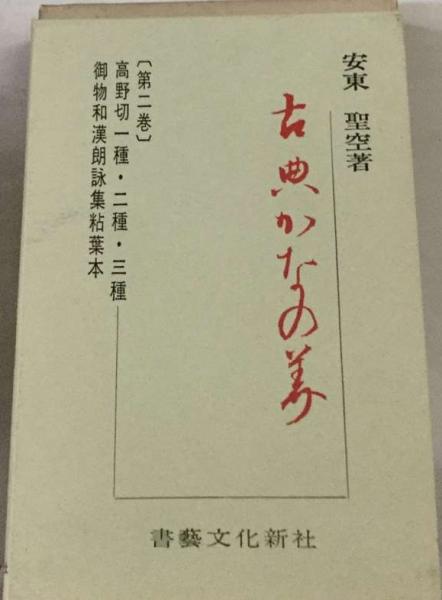 安東 聖空著
古典かなの美
〔第二巻〕
高野切一種・二種・三種
御物和漢朗詠集粘葉本
書藝文化新社